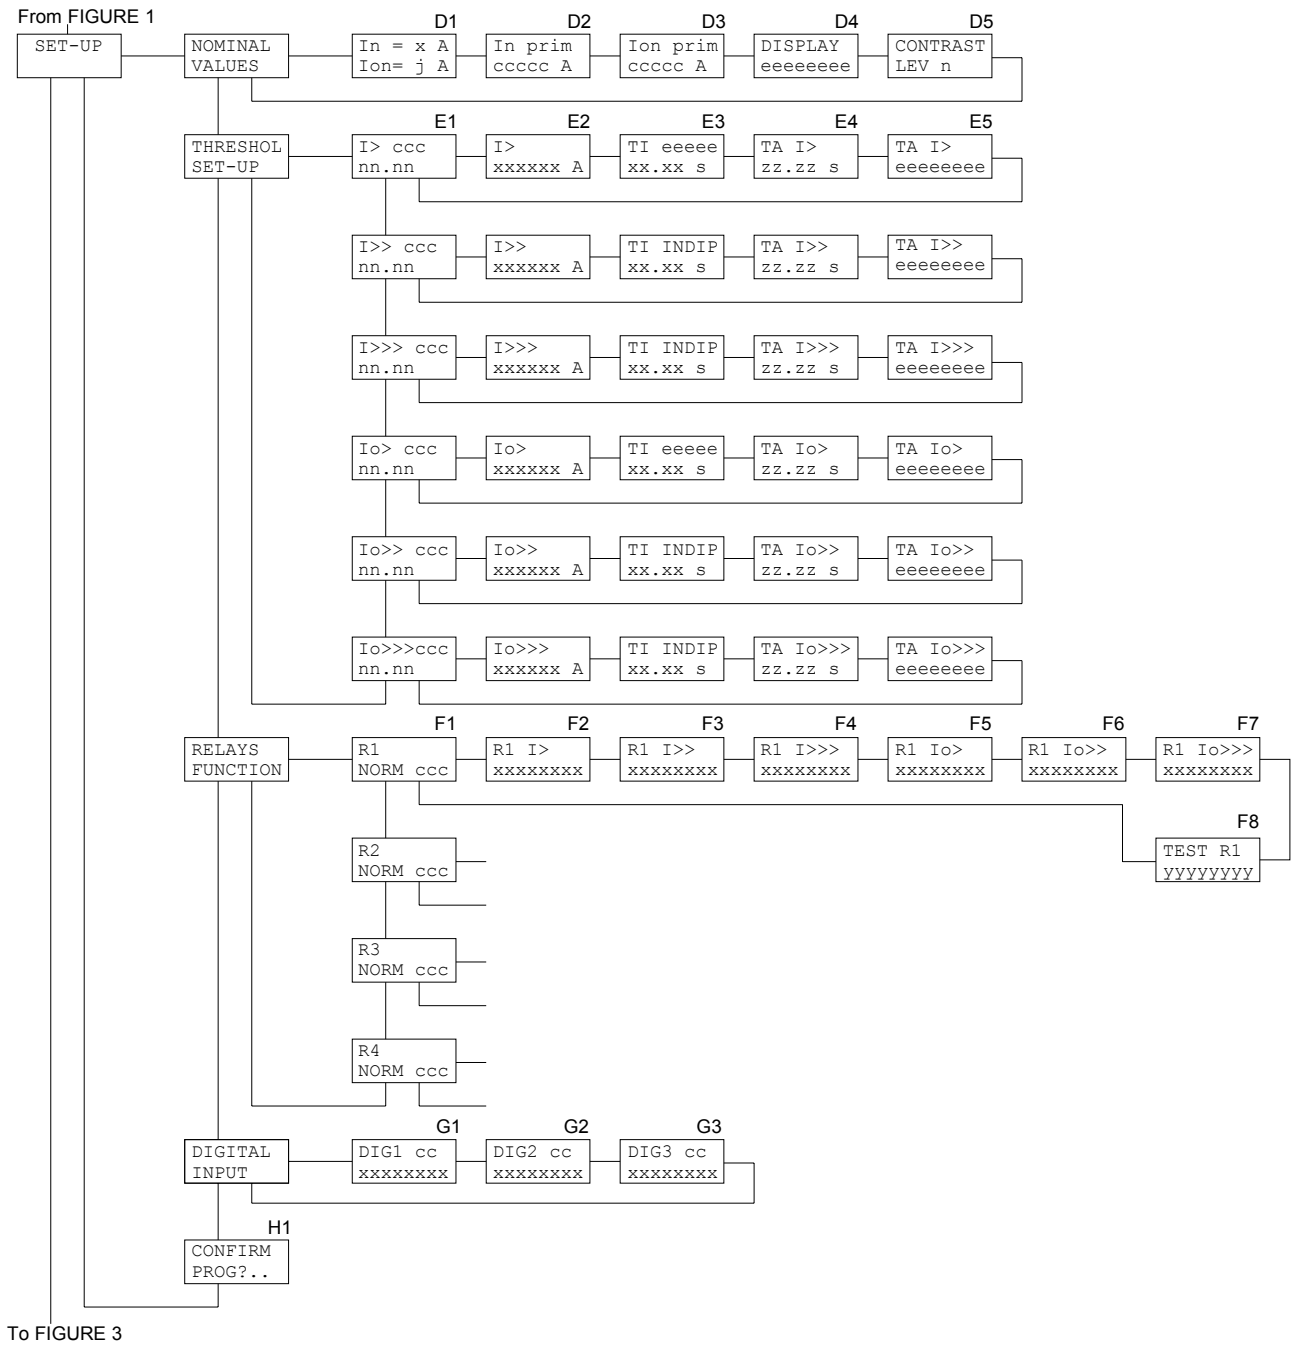 From FIGURE 1
D1 D2 D3 D4 D5
SET-UP NOMINAL In = x A In prim Ion prim DISPLAY CONTRAST
VALUES Ion= j A ccccc A ccccc A eeeeeeee LEV n
E1 E2 E3 E4 E5
THRESHOL I> ccc I> TI eeeee TA I> TA I>
SET-UP nn.nn xxxxxx A xx.xx s zz.zz s eeeeeeee
I>> ccc I>> TI INDIP TA I>> TA I>>
nn.nn xxxxxx A xx.xx s zz.zz s eeeeeeee
I>>> ccc I>>> TI INDIP TA I>>> TA I>>>
nn.nn xxxxxx A xx.xx s zz.zz s eeeeeeee
Io> ccc Io> TI eeeee TA Io> TA Io>
nn.nn xxxxxx A xx.xx s zz.zz s eeeeeeee
Io>> ccc Io>> TI INDIP TA Io>> TA Io>>
nn.nn xxxxxx A xx.xx s zz.zz s eeeeeeee
Io>>>ccc Io>>> TI INDIP TA Io>>> TA Io>>>
nn.nn xxxxxx A xx.xx s zz.zz s eeeeeeee
F1 F2 F3 F4 F5 F6 F7
RELAYS R1 R1 I> R1 I>> R1 I>>> R1 Io> R1 Io>> R1 Io>>>
FUNCTION NORM ccc xxxxxxxx xxxxxxxx xxxxxxxx xxxxxxxx xxxxxxxx xxxxxxxx
F8
R2 TEST R1
NORM ccc yyyyyyyy
R3
NORM ccc
R4
NORM ccc
G1 G2 G3
DIGITAL DIG1 cc DIG2 cc DIG3 cc
INPUT xxxxxxxx xxxxxxxx xxxxxxxx
H1
CONFIRM
PROG?..
To FIGURE 3